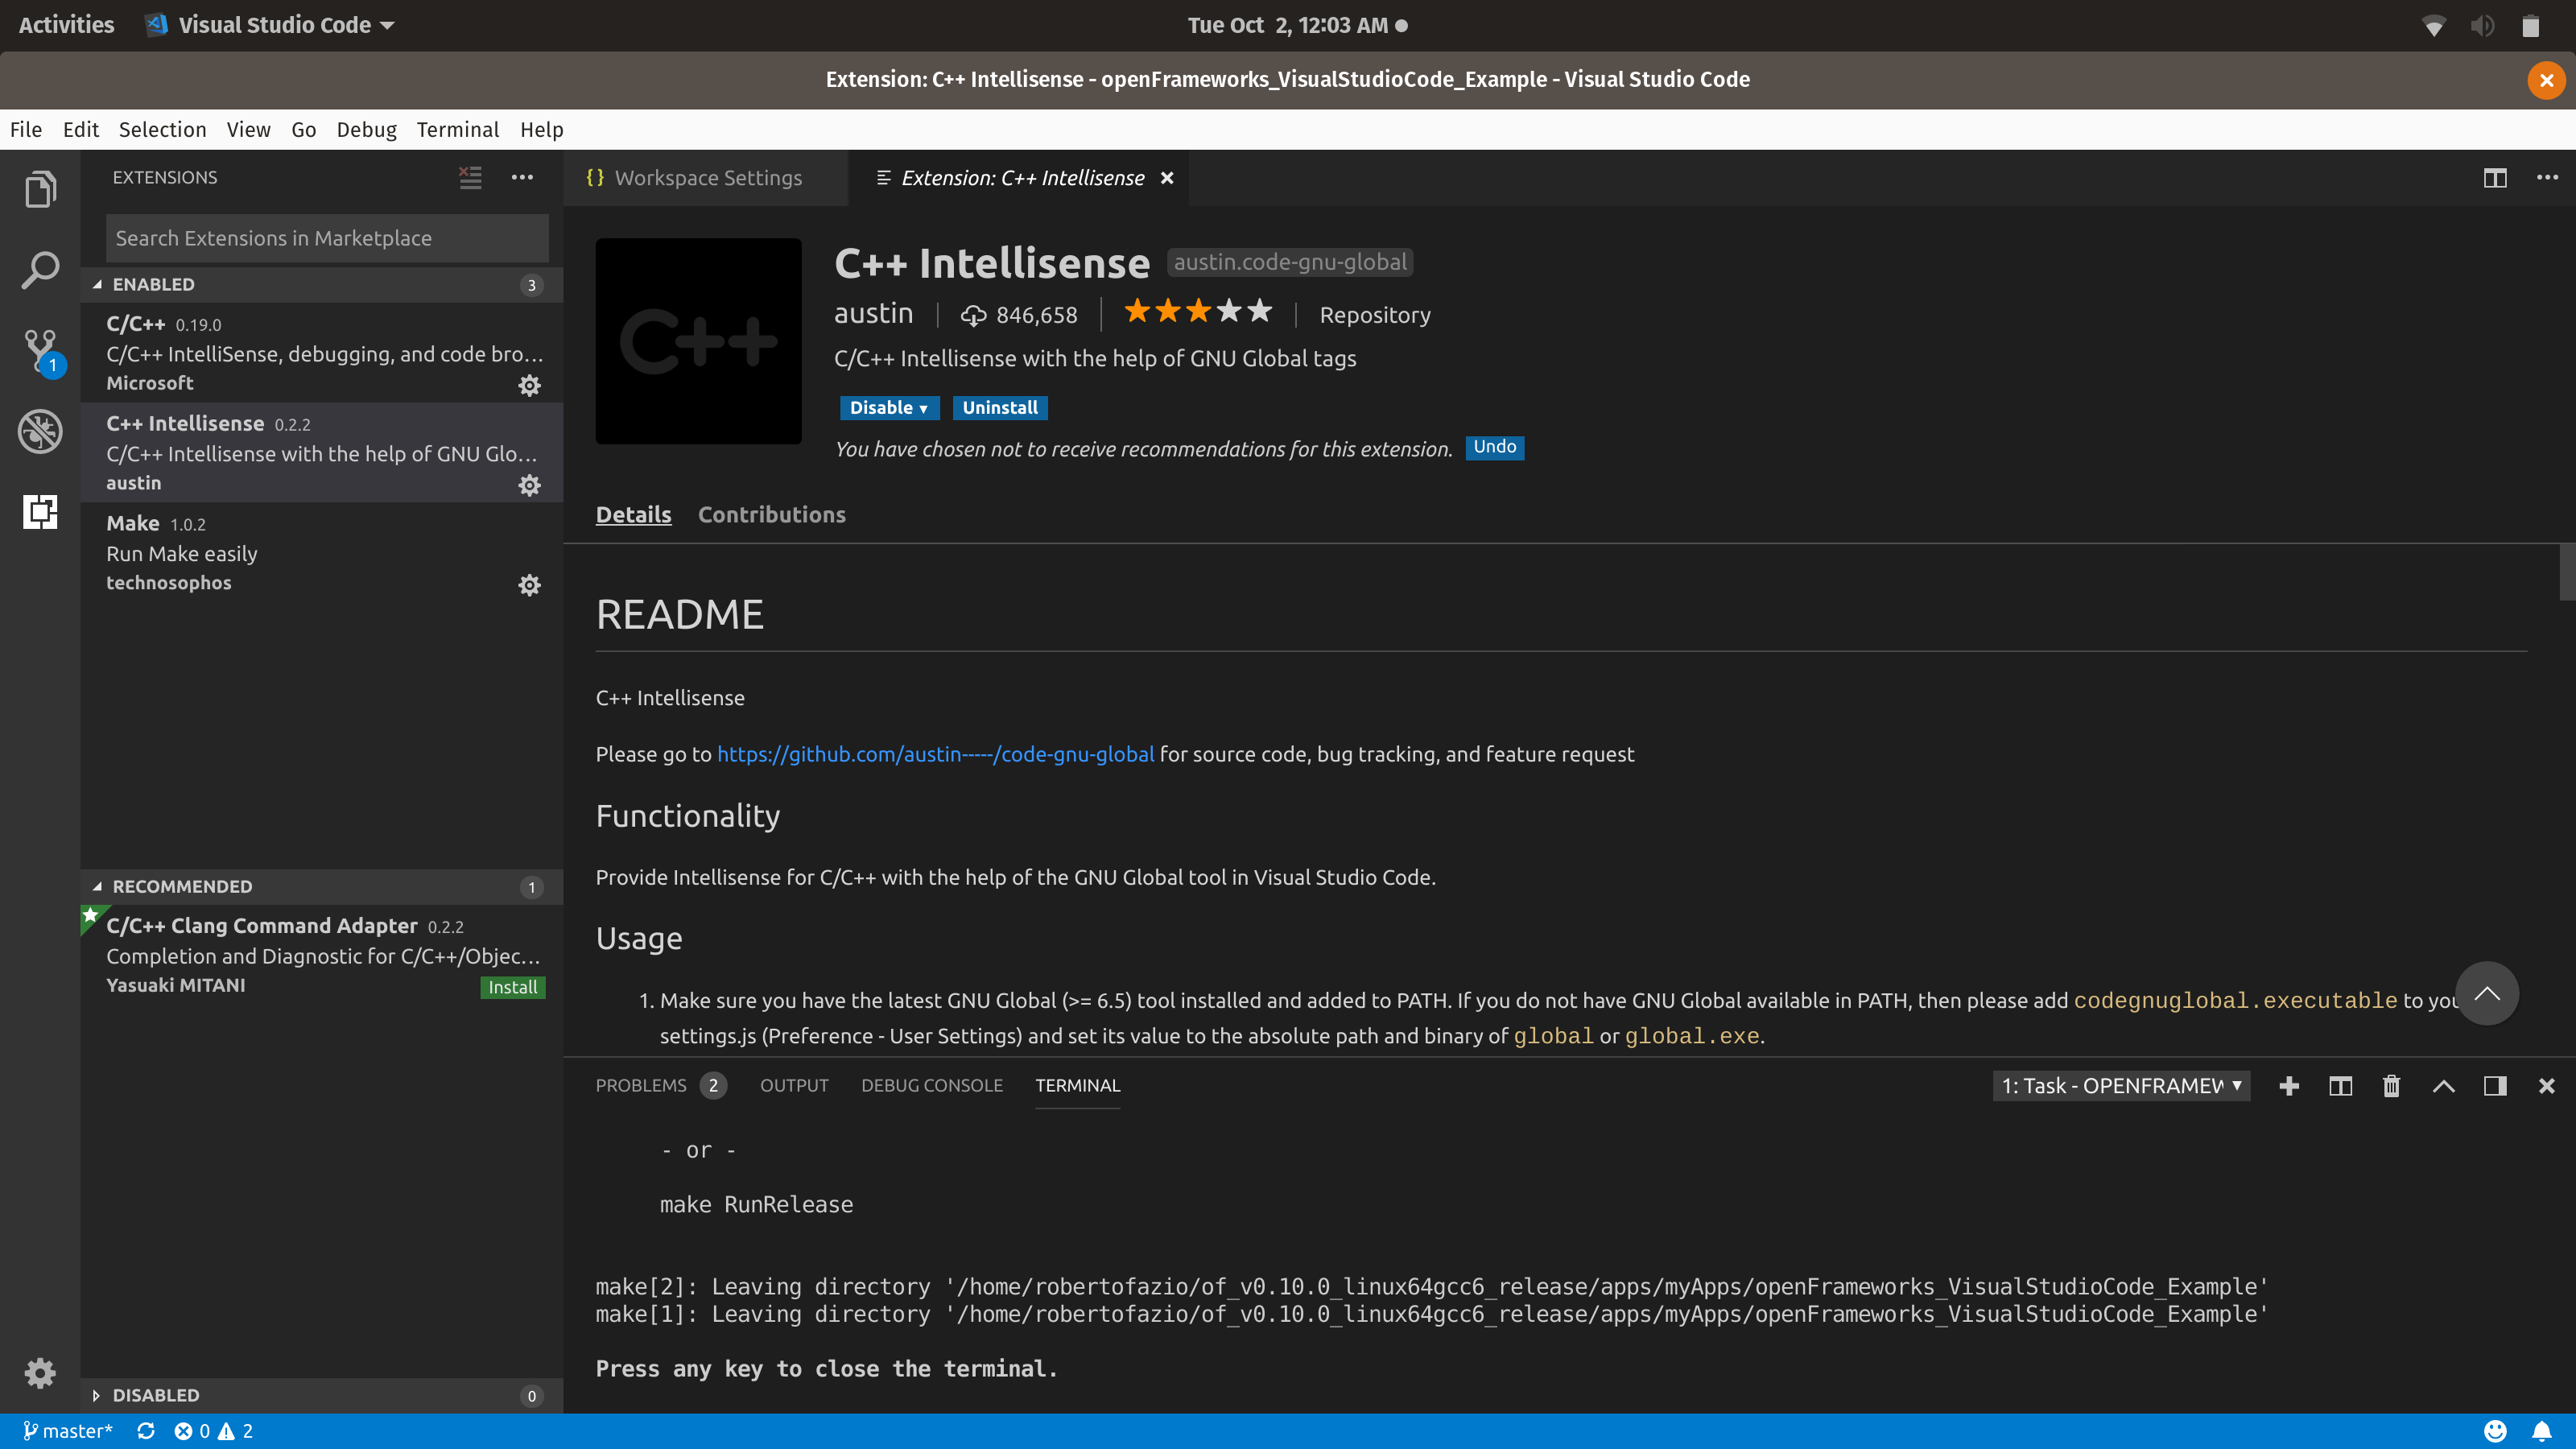 Activities
Visual Studio Code
Tue Oct 2, 12:03 AM
Extension: C++ Intellisense - openFrameworks_VisualStudioCode_Example - Visual Studio Code
File Edit Selection View Go Debug Terminal Help
EXTENSIONS
Search Extensions in Marketplace
ENABLED 3
C/C++ 0.19.0
C/C++ IntelliSense, debugging, and code bro...
Microsoft
C++ Intellisense 0.2.2
C/C++ Intellisense with the help of GNU Glo...
austin
Make 1.0.2
Run Make easily
technosophos
RECOMMENDED 1
C/C++ Clang Command Adapter 0.2.2
Completion and Diagnostic for C/C++/Objec...
Yasuaki MITANI
Install
DISABLED 0
1
{} Workspace Settings
Extension: C++ Intellisense
C++
C++ Intellisense austin.code-gnu-global
austin | 846,658 | ★★★★★ | Repository
C/C++ Intellisense with the help of GNU Global tags
Disable ▾ Uninstall
You have chosen not to receive recommendations for this extension. Undo
Details Contributions
README
C++ Intellisense
Please go to https://github.com/austin-----/code-gnu-global for source code, bug tracking, and feature request
Functionality
Provide Intellisense for C/C++ with the help of the GNU Global tool in Visual Studio Code.
Usage
1. Make sure you have the latest GNU Global (>= 6.5) tool installed and added to PATH. If you do not have GNU Global available in PATH, then please add codegnuglobal.executable to you
settings.js (Preference - User Settings) and set its value to the absolute path and binary of global or global.exe.
PROBLEMS 2 OUTPUT DEBUG CONSOLE TERMINAL
1: Task - OPENFRAMEW
- or -
make RunRelease
make[2]: Leaving directory '/home/robertofazio/of_v0.10.0_linux64gcc6_release/apps/myApps/openFrameworks_VisualStudioCode_Example'
make[1]: Leaving directory '/home/robertofazio/of_v0.10.0_linux64gcc6_release/apps/myApps/openFrameworks_VisualStudioCode_Example'
Press any key to close the terminal.
master* 0 2